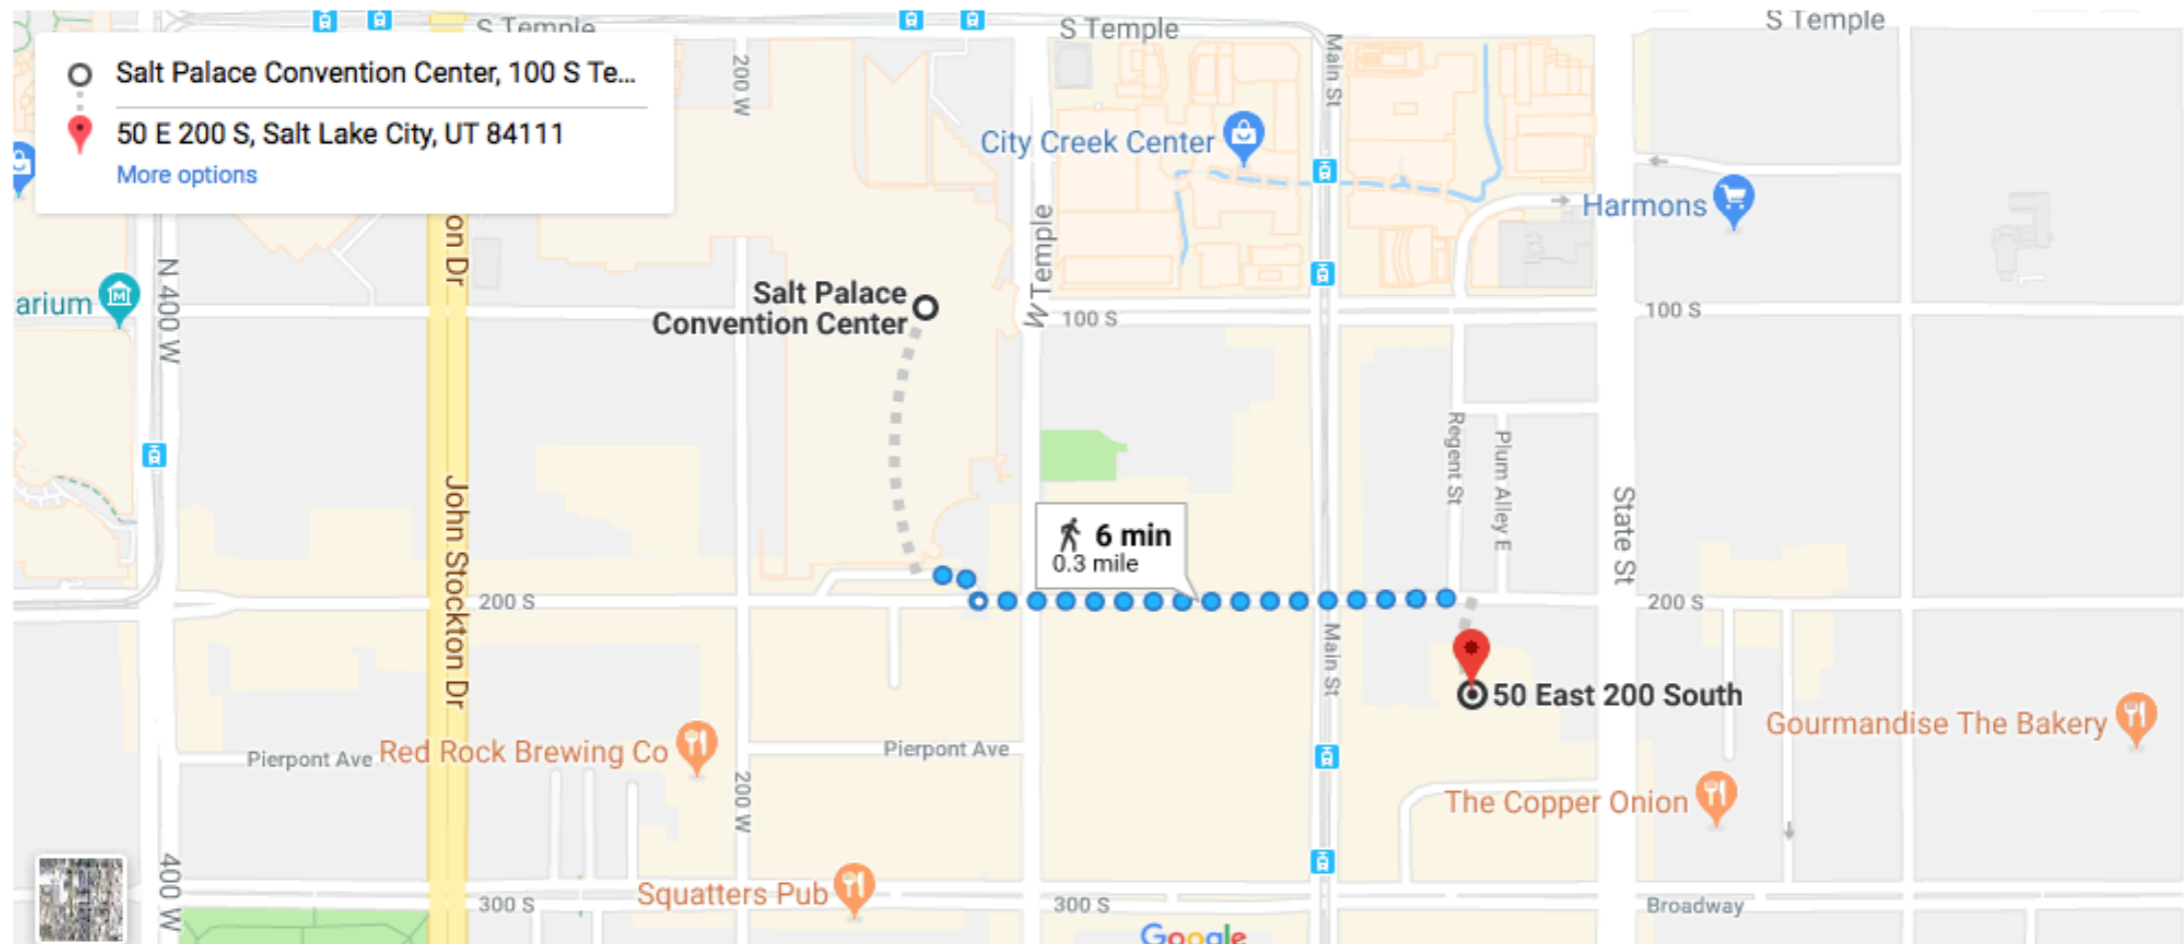 S Temple
S Temple
S Temple
Salt Palace Convention Center, 100 S Te...
50 E 200 S, Salt Lake City, UT 84111
More options
200 W
Main St
City Creek Center
Harmons
on Dr
W Temple
N 400 W
arium
Salt Palace
Convention Center
100 S
100 S
Regent St
Plum Alley E
State St
John Stockton Dr
6 min
0.3 mile
200 S
200 S
Main St
50 East 200 South
Gourmandise The Bakery
Pierpont Ave
Red Rock Brewing Co
Pierpont Ave
200 W
The Copper Onion
400 W
Squatters Pub
300 S
300 S
Broadway
Google